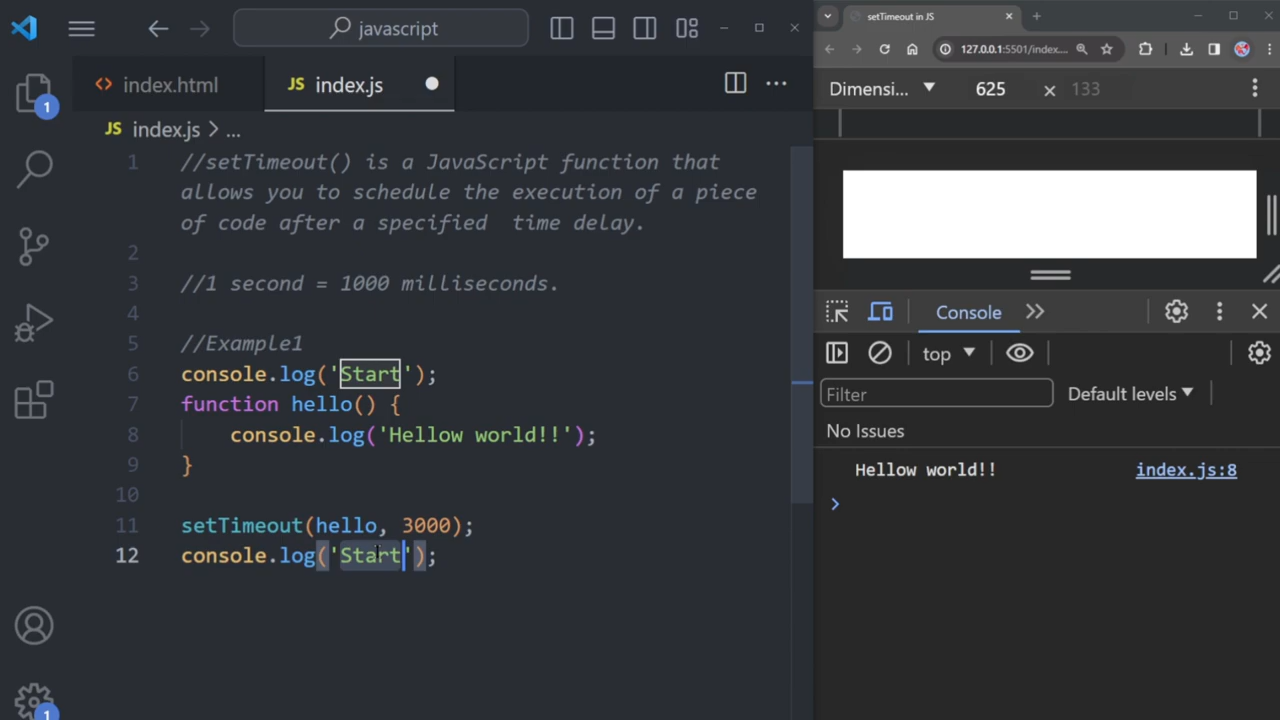 javascript
index.html
JS index.js
JS index.js > ...
1 //setTimeout() is a JavaScript function that
allows you to schedule the execution of a piece
of code after a specified  time delay.
2
3 //1 second = 1000 milliseconds.
4
5 //Example1
6 console.log('Start');
7 function hello() {
8 console.log('Hellow world!!');
9 }
10
11 setTimeout(hello, 3000);
12 console.log('Start');
1
1
setTimeout in JS
127.0.0.1:5501/index....
Dimensi... 625 × 133
Console
top
Filter
Default levels
No Issues
Hellow world!! index.js:8